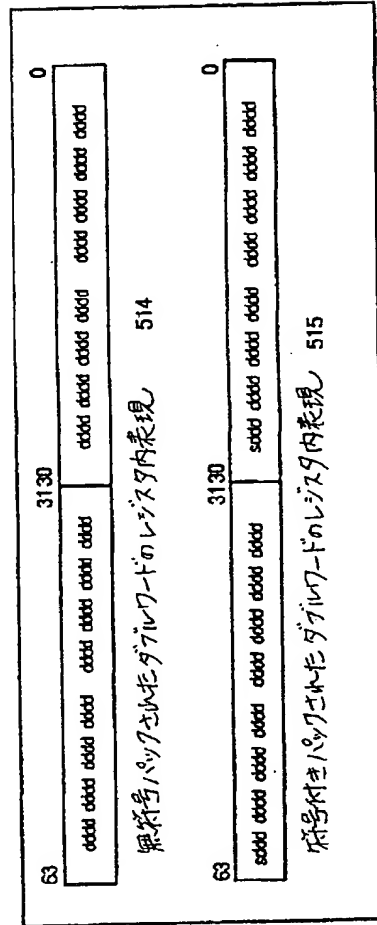 63 3130 0
dddd dddd dddd dddd dddd dddd dddd dddd dddd dddd dddd dddd dddd dddd dddd dddd
無符号パックされたダブルワードのレジスタ内表現 514
63 3130 0
sddd dddd dddd dddd dddd dddd dddd dddd sddd dddd dddd dddd dddd dddd dddd dddd
符号付きパックされたダブルワードのレジスタ内表現 515